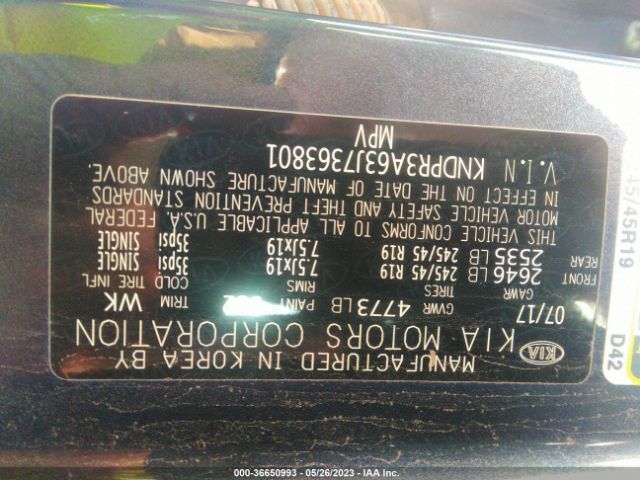 MANUFACTURED IN KOREA BY
KIA KIA MOTORS CORPORATION
07/17 GVWR 4773 LB PAINT TRIM WK
GAWR TIRES RIMS COLD TIRE INFL
FRONT 2646 LB 245/45 R19 7.5Jx19 35psi SINGLE
REAR 2535 LB 245/45 R19 7.5Jx19 35psi SINGLE
THIS VEHICLE CONFORMS TO ALL APPLICABLE U.S.A. FEDERAL
MOTOR VEHICLE SAFETY AND THEFT PREVENTION STANDARDS
IN EFFECT ON THE DATE OF MANUFACTURE SHOWN ABOVE.
V.I.N KNDPR3A63J7363801
MPV
45/45R19
D42
000-36650993 - 05/26/2023 - IAA Inc.